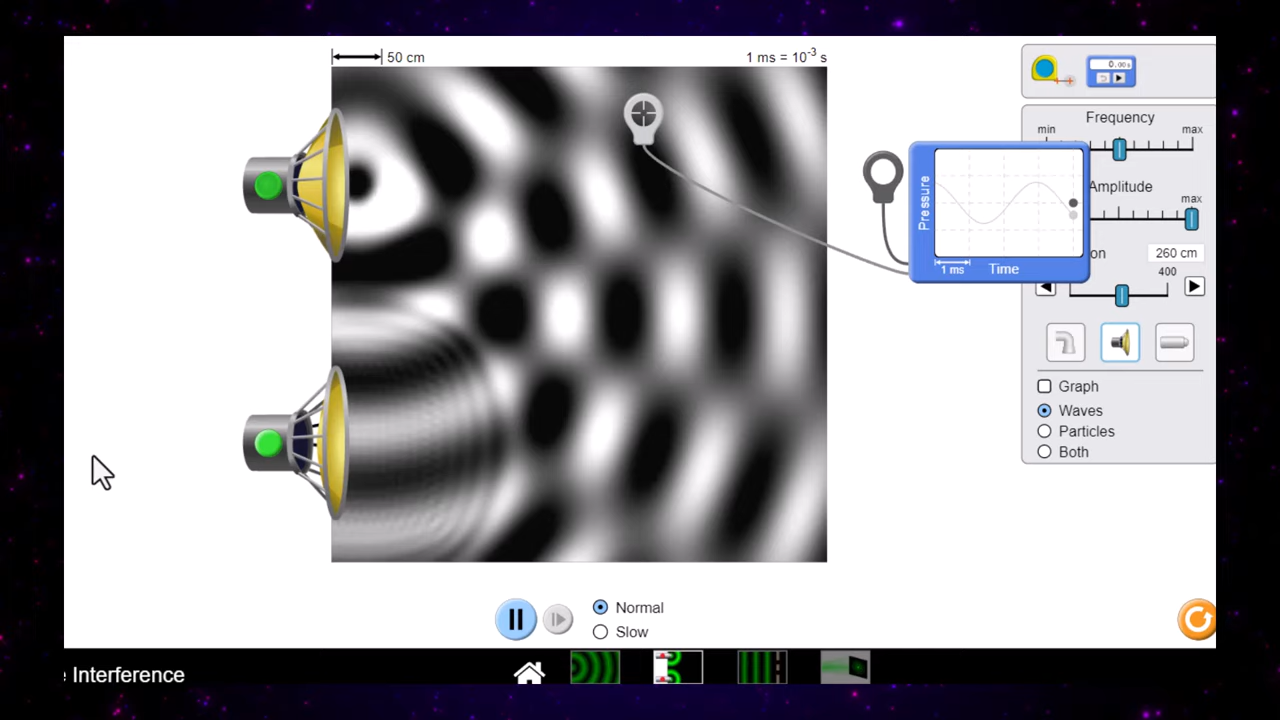 50 cm
1 ms = 10⁻³ s
0.00 s
Frequency
min
max
Amplitude
max
on
260 cm
400
Pressure
1 ms
Time
Graph
Waves
Particles
Both
Normal
Slow
e Interference